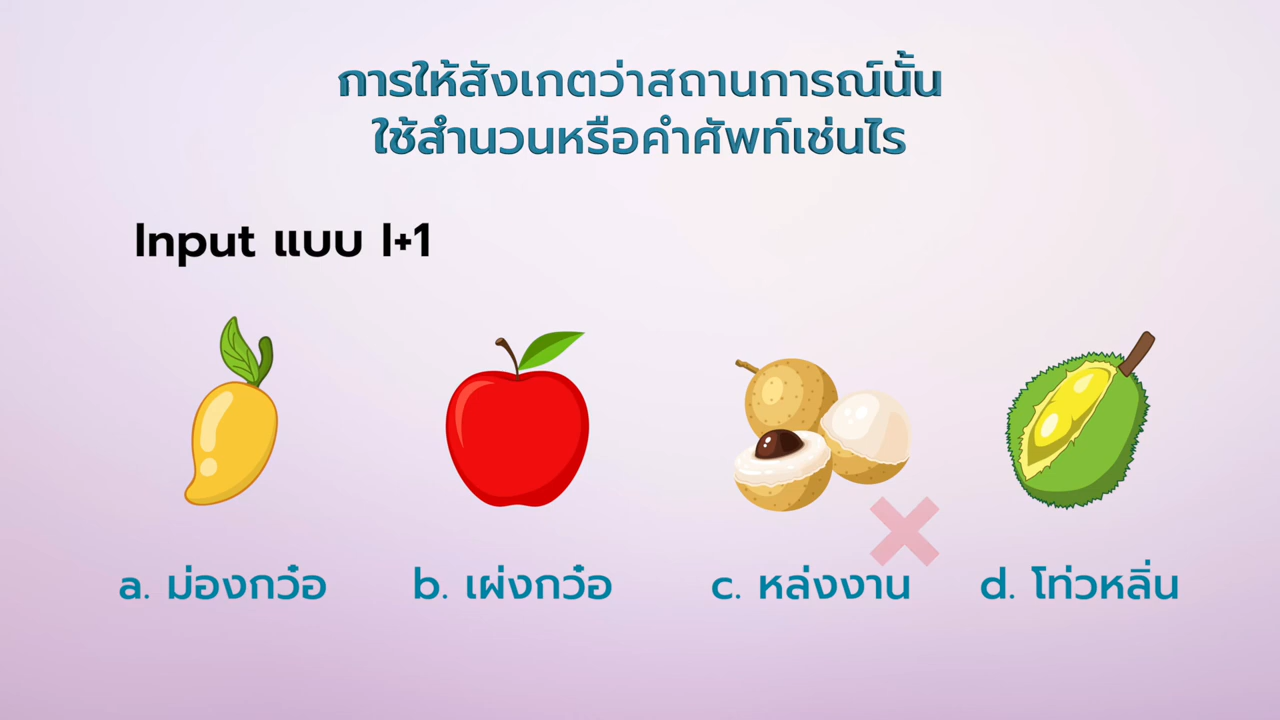 การให้สังเกตว่าสถานการณ์นั้น
ใช้สำนวนหรือคำศัพท์เช่นไร
Input แบบ I+1
a. ม่องกว๋อ
b. เผ่งกว๋อ
c. หล่งงาน
d. โท่วหลิ่น